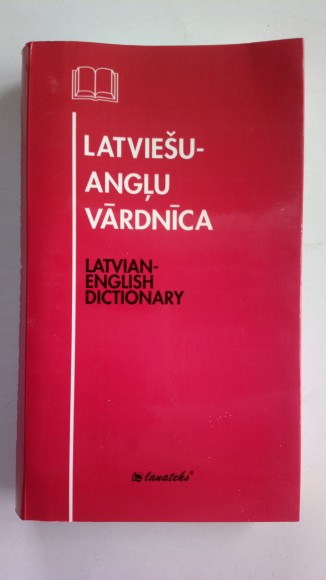 LATVIEŠU-
ANGĻU
VĀRDNĪCA
LATVIAN-
ENGLISH
DICTIONARY
lanateks®